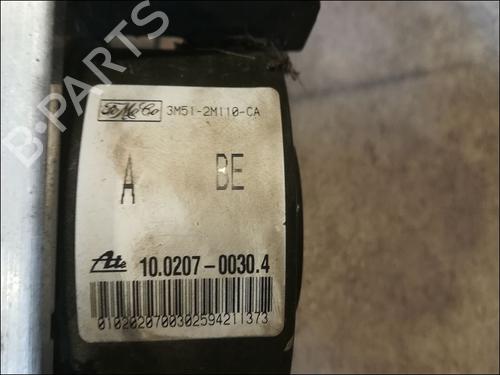 B-PARTS
FoMoCo 3M51-2M110-CA
A BE
Ate 10.0207-0030.4
0102020700302594211373